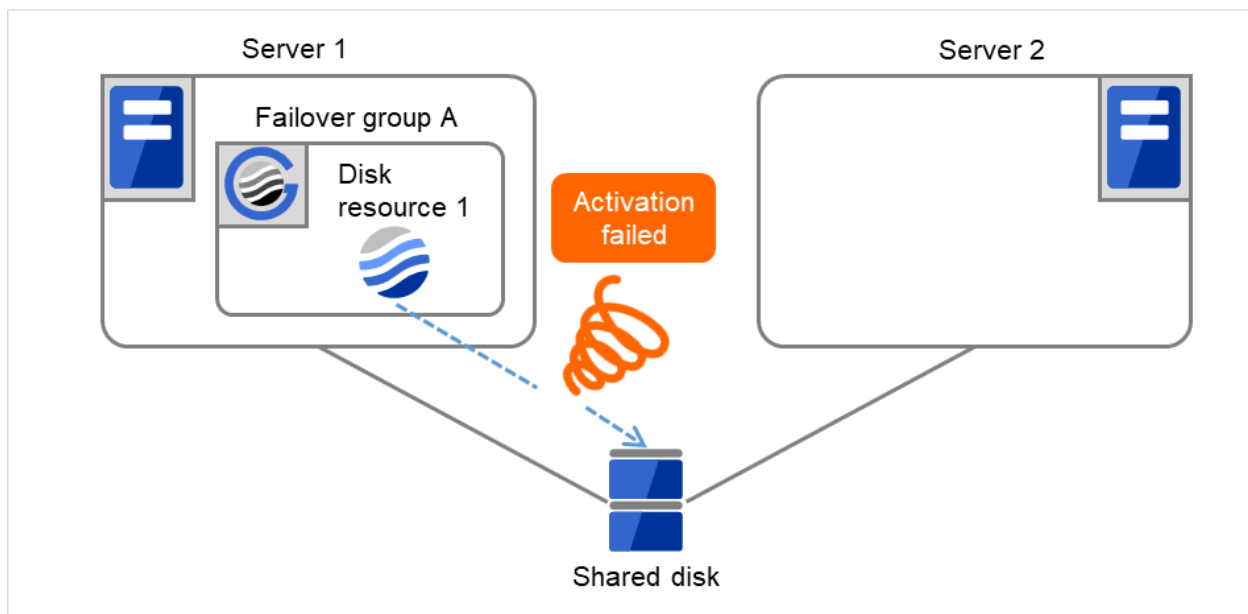 Server 1
Server 2
Failover group A
Disk
resource 1
Activation
failed
Shared disk